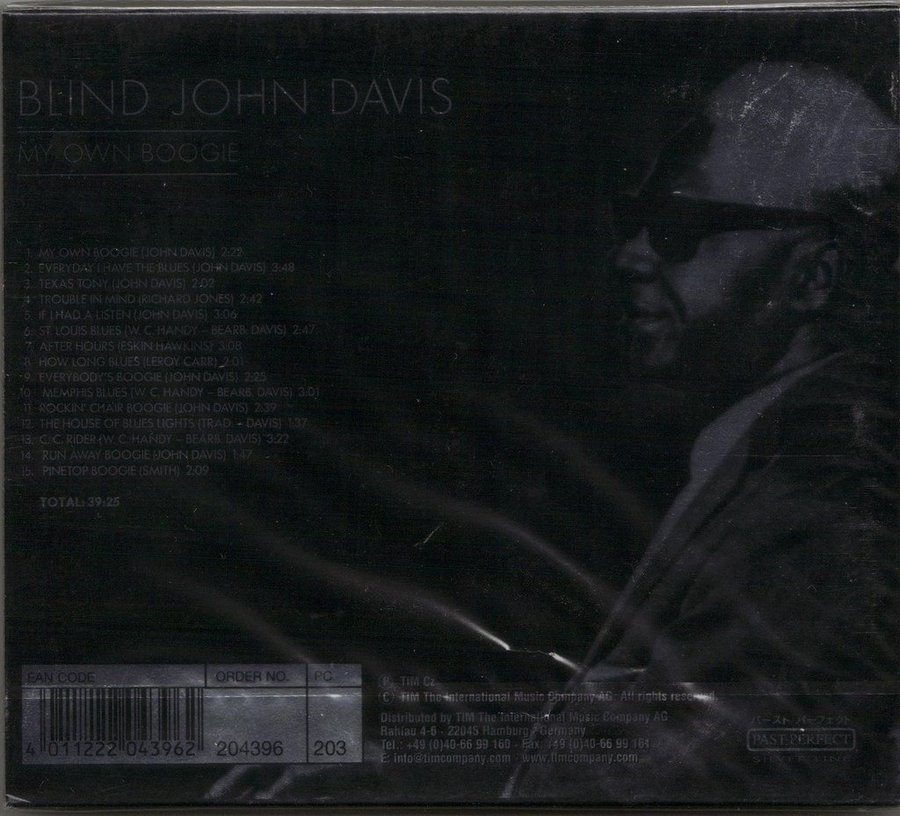 BLIND JOHN DAVIS
MY OWN BOOGIE
1. MY OWN BOOGIE (JOHN DAVIS) 2:22
2. EVERYDAY I HAVE THE BLUES (JOHN DAVIS) 3:48
3. TEXAS TONY (JOHN DAVIS) 2:02
4. TROUBLE IN MIND (RICHARD JONES) 2:42
5. IF I HAD A LISTEN (JOHN DAVIS) 3:06
6. ST. LOUIS BLUES (W. C. HANDY – BEARB. DAVIS) 2:47
7. AFTER HOURS (ESKIN HAWKINS) 3:08
8. HOW LONG BLUES (LEROY CARR) 2:01
9. EVERYBODY'S BOOGIE (JOHN DAVIS) 2:25
10. MEMPHIS BLUES (W. C. HANDY – BEARB. DAVIS) 3:01
11. ROCKIN' CHAIR BOOGIE (JOHN DAVIS) 2:39
12. THE HOUSE OF BLUES LIGHTS (TRAD. – DAVIS) 1:37
13. C. C. RIDER (W. C. HANDY – BEARB. DAVIS) 3:22
14. RUN AWAY BOOGIE (JOHN DAVIS) 1:47
15. PINETOP BOOGIE (SMITH) 2:09
TOTAL: 39:25
EAN CODE ORDER NO. PC
4 011222 043962 204396 203
℗ TIM Cz
© TIM The International Music Company AG. All rights reserved.
Distributed by TIM The International Music Company AG
Rahlau 4-6 · 22045 Hamburg · Germany
Tel.: +49 (0)40-66 99 160 · Fax: +49 (0)40-66 99 161
E: info@timcompany.com · www.timcompany.com
パースト パーフェクト
PAST PERFECT
SILVER LINE